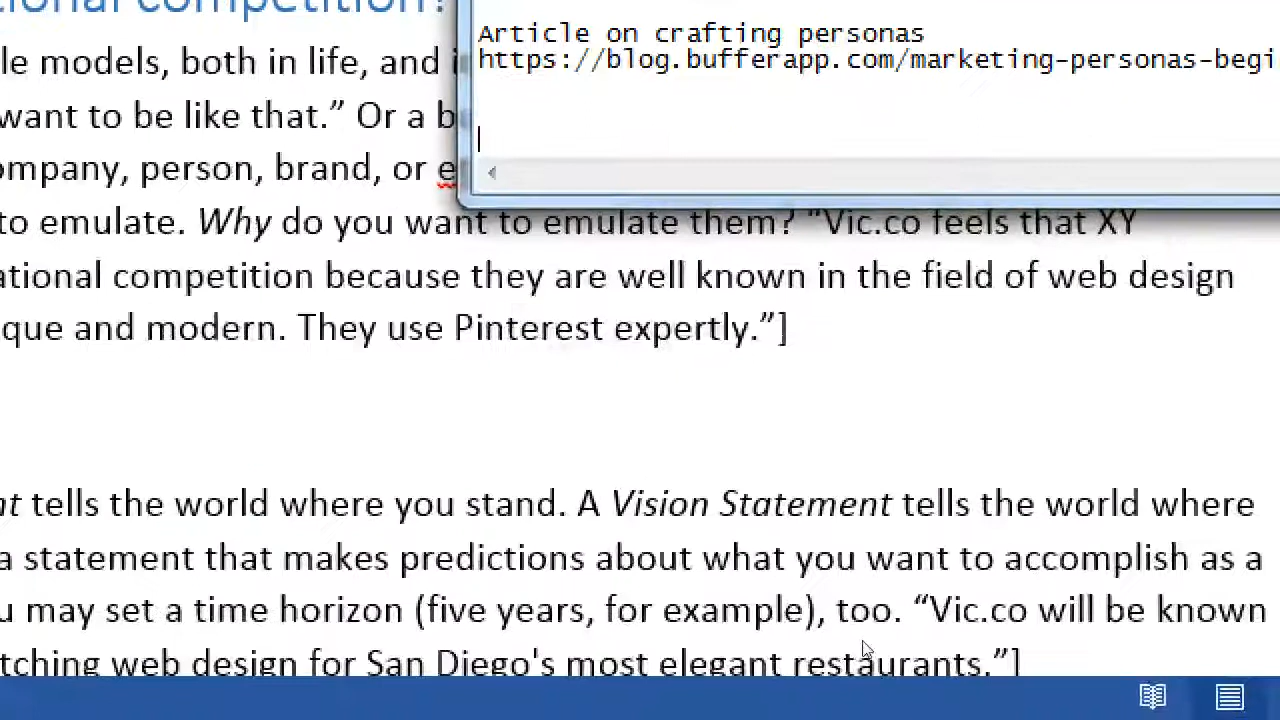 tional competition?
Article on crafting personas
https://blog.bufferapp.com/marketing-personas-begi
le models, both in life, and i
want to be like that.” Or a b
ompany, person, brand, or e
to emulate. Why do you want to emulate them? “Vic.co feels that XY
ational competition because they are well known in the field of web design
que and modern. They use Pinterest expertly.”]
nt tells the world where you stand. A Vision Statement tells the world where
a statement that makes predictions about what you want to accomplish as a
u may set a time horizon (five years, for example), too. “Vic.co will be known
tching web design for San Diego's most elegant restaurants.”]